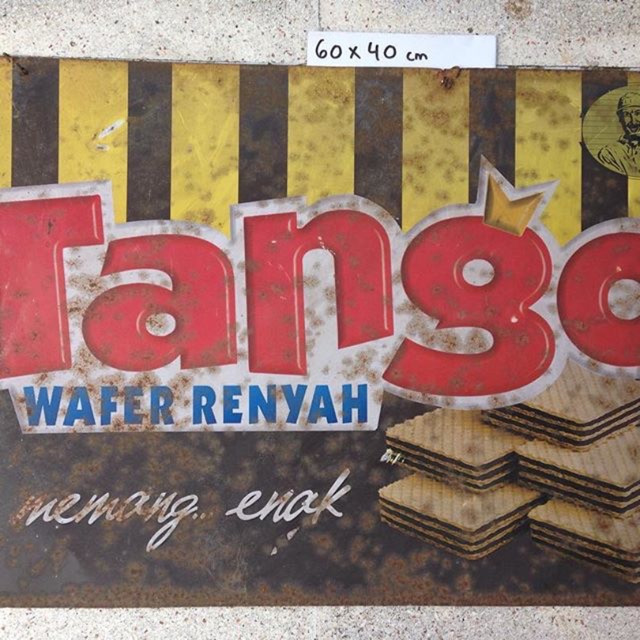 60 x 40 cm
Tango
WAFER RENYAH
memang.. enak